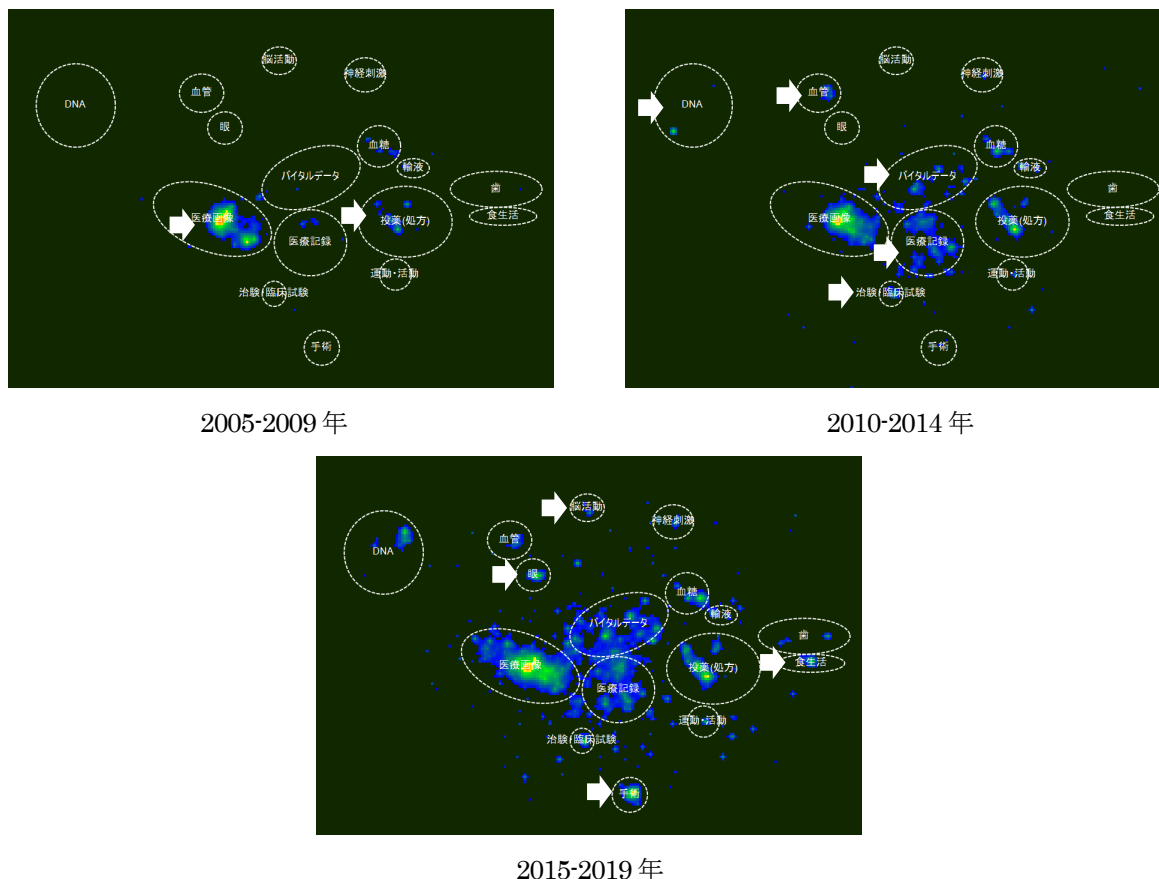 脳活動
神経刺激
DNA
血管
眼
血糖
輸液
バイタルデータ
歯
医療画像
投薬(処方)
食生活
医療記録
運動・活動
治験・臨床試験
手術
2005-2009 年
脳活動
神経刺激
DNA
血管
眼
血糖
輸液
バイタルデータ
歯
医療画像
投薬(処方)
食生活
医療記録
運動・活動
治験・臨床試験
手術
2010-2014 年
脳活動
神経刺激
DNA
血管
眼
血糖
輸液
バイタルデータ
歯
医療画像
投薬(処方)
食生活
医療記録
運動・活動
治験・臨床試験
手術
2015-2019 年